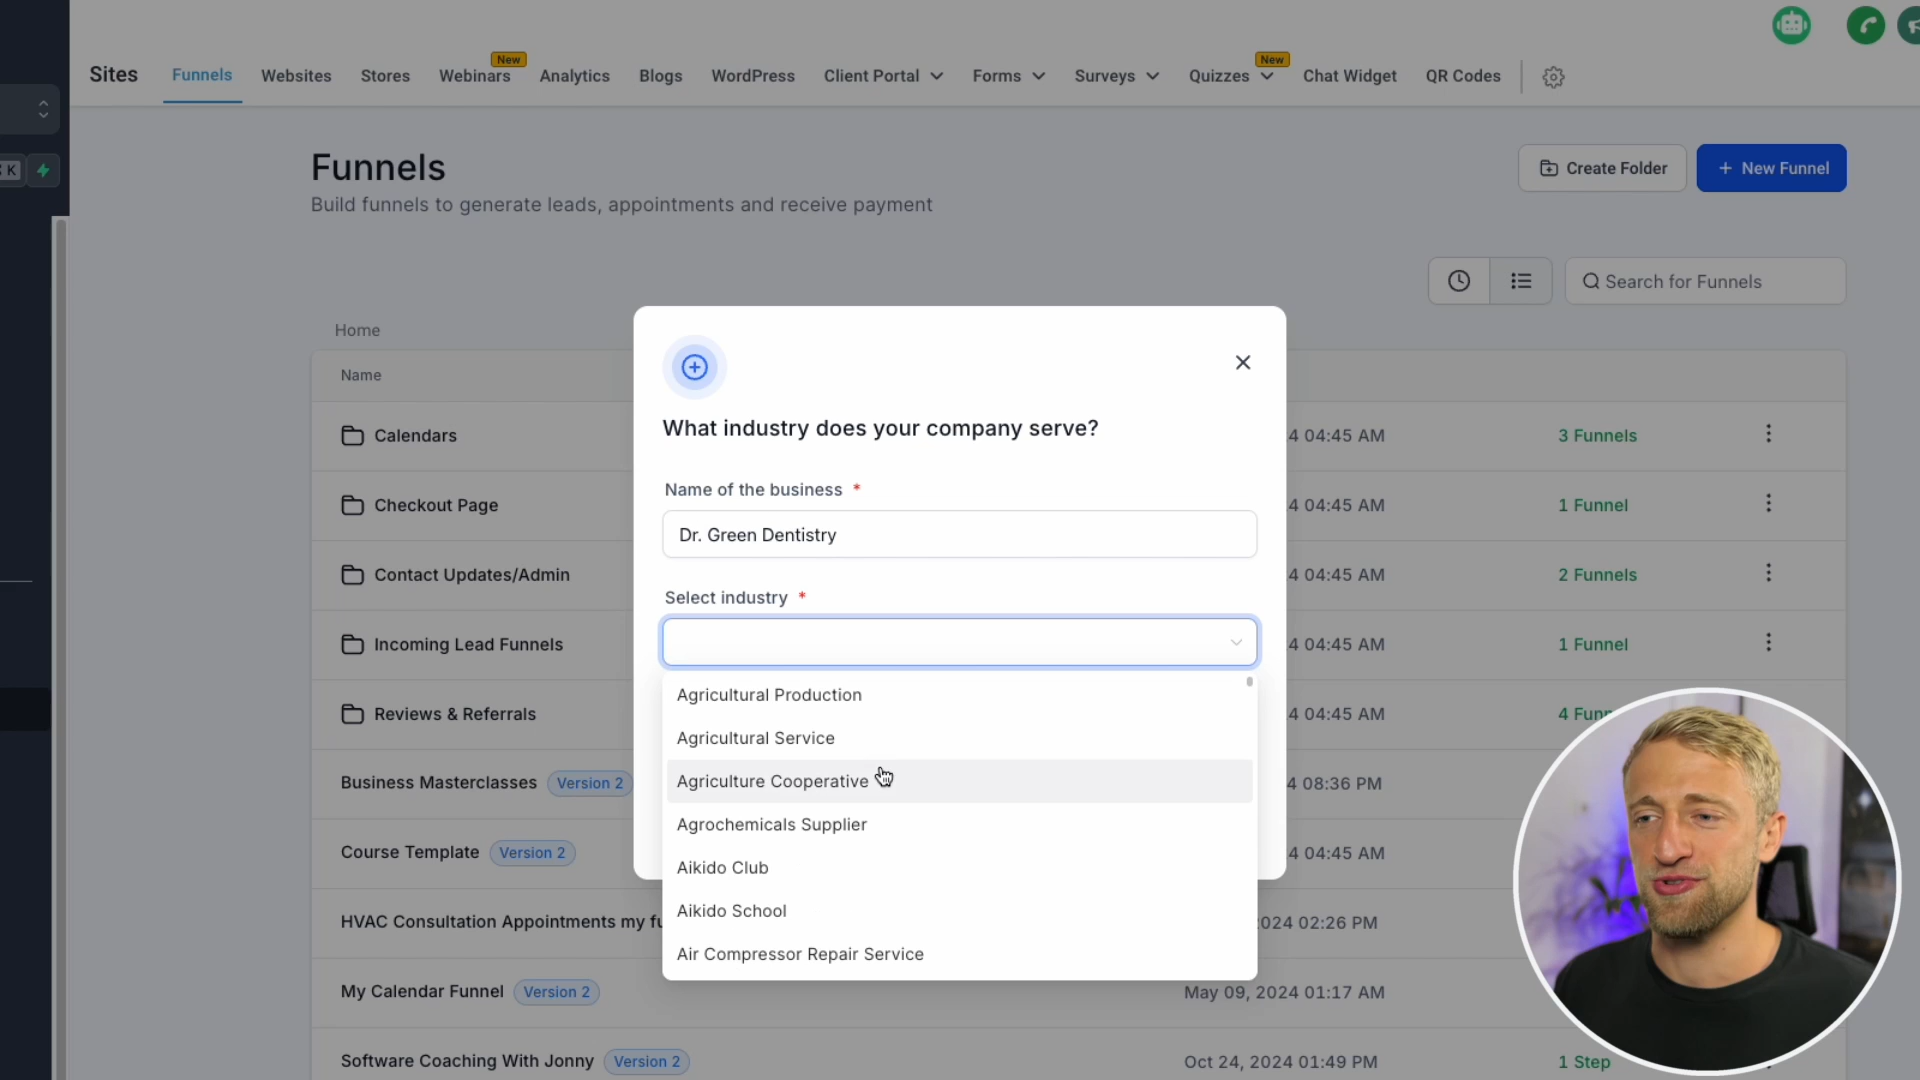 New New
Sites Funnels Websites Stores Webinars Analytics Blogs WordPress Client Portal Forms Surveys Quizzes Chat Widget QR Codes
K
Funnels
Create Folder + New Funnel
Build funnels to generate leads, appointments and receive payment
Search for Funnels
Home
Name
Calendars 4 04:45 AM 3 Funnels
Checkout Page 4 04:45 AM 1 Funnel
Contact Updates/Admin 4 04:45 AM 2 Funnels
Incoming Lead Funnels 4 04:45 AM 1 Funnel
Reviews & Referrals 4 04:45 AM 4
Business Masterclasses Version 2 4 08:36 PM
Course Template Version 2 4 04:45 AM
HVAC Consultation Appointments my 024 02:26 PM
My Calendar Funnel Version 2 May 09, 2024 01:17 AM
Software Coaching With Jonny Version 2 Oct 24, 2024 01:49 PM 1 Step
What industry does your company serve?
Name of the business *
Dr. Green Dentistry
Select industry *
Agricultural Production
Agricultural Service
Agriculture Cooperative
Agrochemicals Supplier
Aikido Club
Aikido School
Air Compressor Repair Service